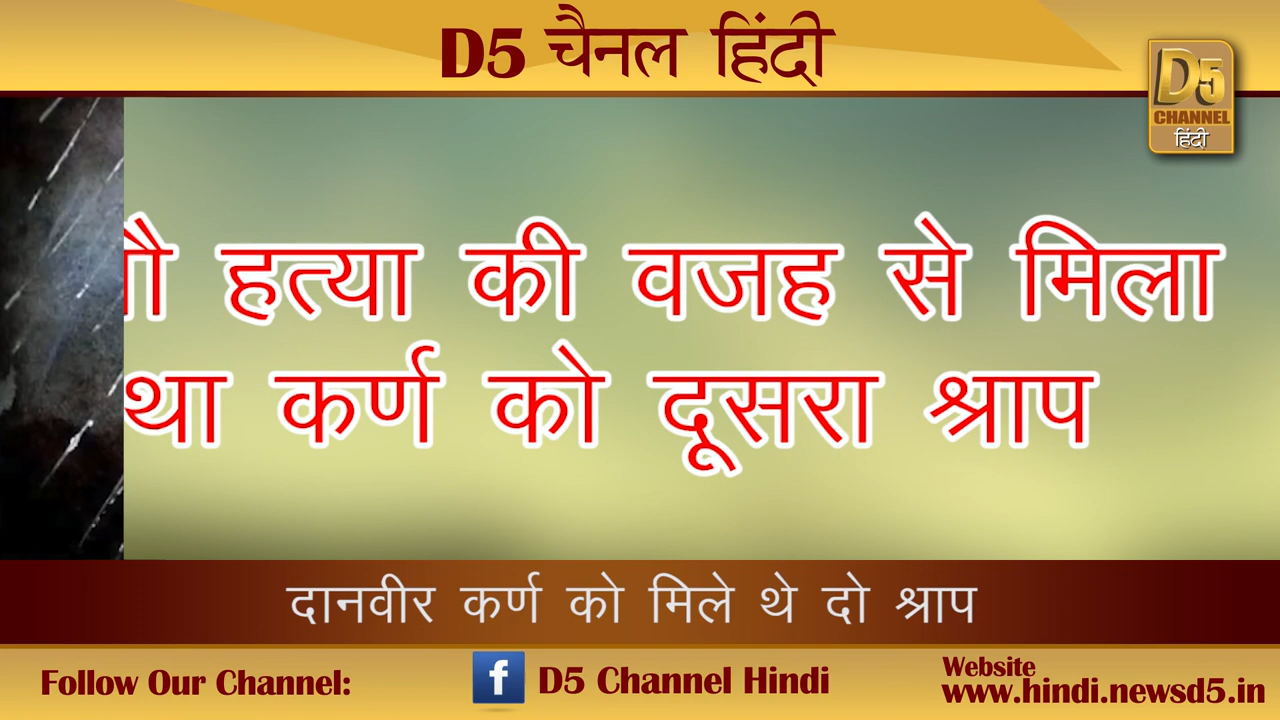 D5 चैनल हिंदी
D5
CHANNEL
हिंदी
हत्या की वजह से मिला
था कर्ण को दूसरा श्राप
दानवीर कर्ण को मिले थे दो श्राप
Follow Our Channel:
f
D5 Channel Hindi
Website
www.hindi.newsd5.in